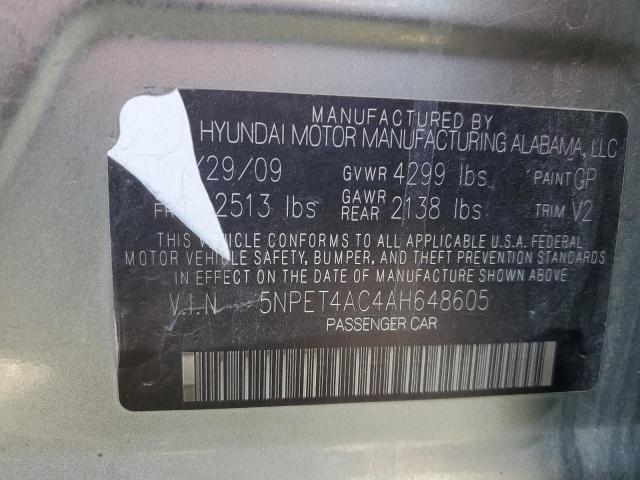 MANUFACTURED BY
HYUNDAI MOTOR MANUFACTURING ALABAMA, LLC
/29/09 GVWR 4299 lbs PAINT GP
2513 lbs GAWR REAR 2138 lbs TRIM V2
THIS VEHICLE CONFORMS TO ALL APPLICABLE U.S.A. FEDERAL
MOTOR VEHICLE SAFETY, BUMPER, AND THEFT PREVENTION
STANDARDS IN EFFECT ON THE DATE OF MANUFACTURE SHOWN ABOVE
V.I.N 5NPET4AC4AH648605
PASSENGER CAR